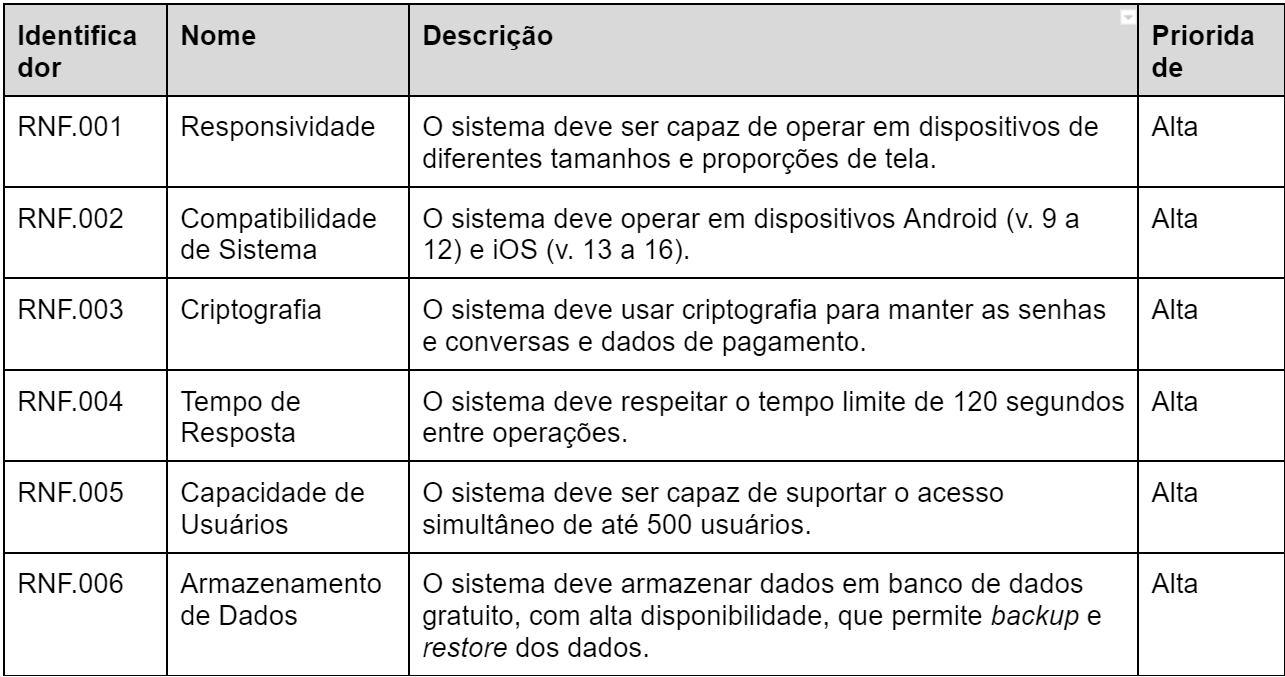 Identifica
dor
Nome
Descrição
Priorida
de
RNF.001
Responsividade
O sistema deve ser capaz de operar em dispositivos de
diferentes tamanhos e proporções de tela.
Alta
RNF.002
Compatibilidade
de Sistema
O sistema deve operar em dispositivos Android (v. 9 a
12) e iOS (v. 13 a 16).
Alta
RNF.003
Criptografia
O sistema deve usar criptografia para manter as senhas
e conversas e dados de pagamento.
Alta
RNF.004
Tempo de
Resposta
O sistema deve respeitar o tempo limite de 120 segundos
entre operações.
Alta
RNF.005
Capacidade de
Usuários
O sistema deve ser capaz de suportar o acesso
simultâneo de até 500 usuários.
Alta
RNF.006
Armazenamento
de Dados
O sistema deve armazenar dados em banco de dados
gratuito, com alta disponibilidade, que permite backup e
restore dos dados.
Alta